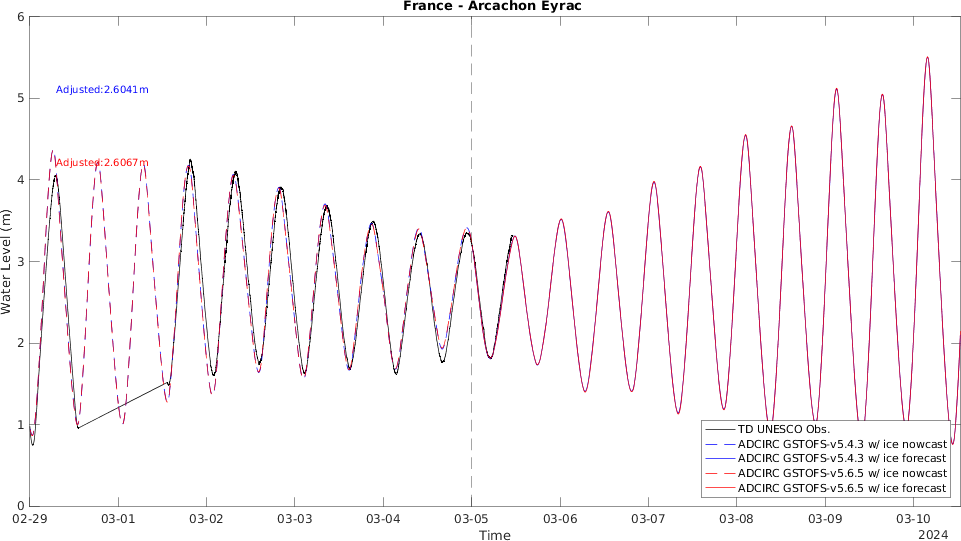 France - Arcachon Eyrac
6
5
4
3
2
1
0
Water Level (m)
Adjusted:2.6041m
Adjusted:2.6067m
TD UNESCO Obs.
ADCIRC GSTOFS-v5.4.3 w/ ice nowcast
ADCIRC GSTOFS-v5.4.3 w/ ice forecast
ADCIRC GSTOFS-v5.6.5 w/ ice nowcast
ADCIRC GSTOFS-v5.6.5 w/ ice forecast
02-29 03-01 03-02 03-03 03-04 03-05 03-06 03-07 03-08 03-09 03-10
Time
2024